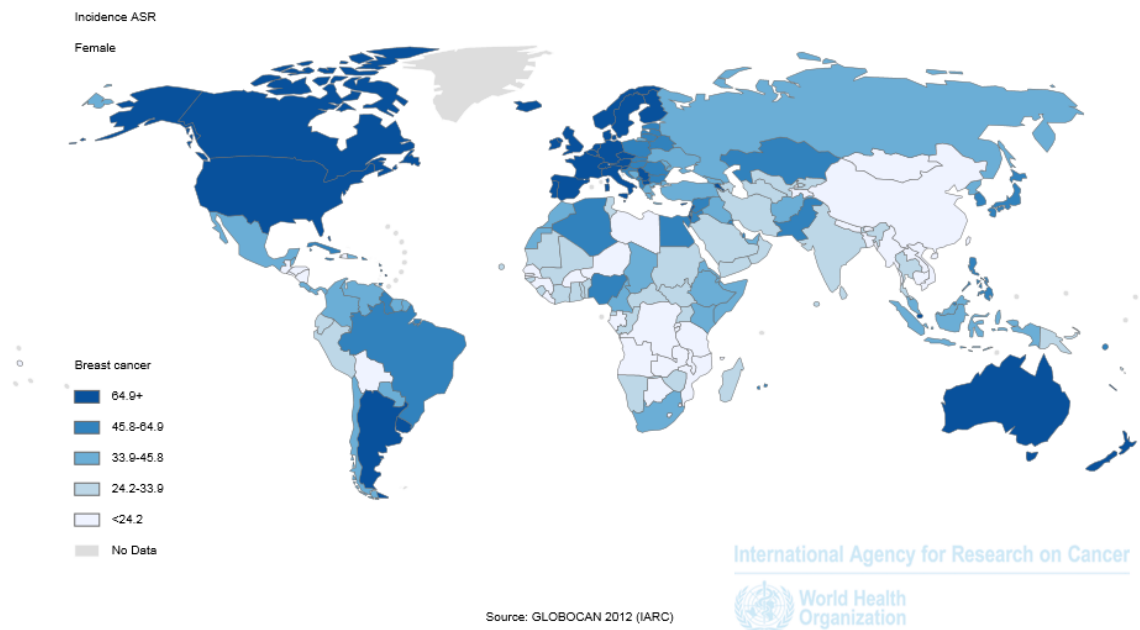 Incidence ASR
Female
Breast cancer
64.9+
45.8-64.9
33.9-45.8
24.2-33.9
<24.2
No Data
International Agency for Research on Cancer
World Health
Organization
Source: GLOBOCAN 2012 (IARC)